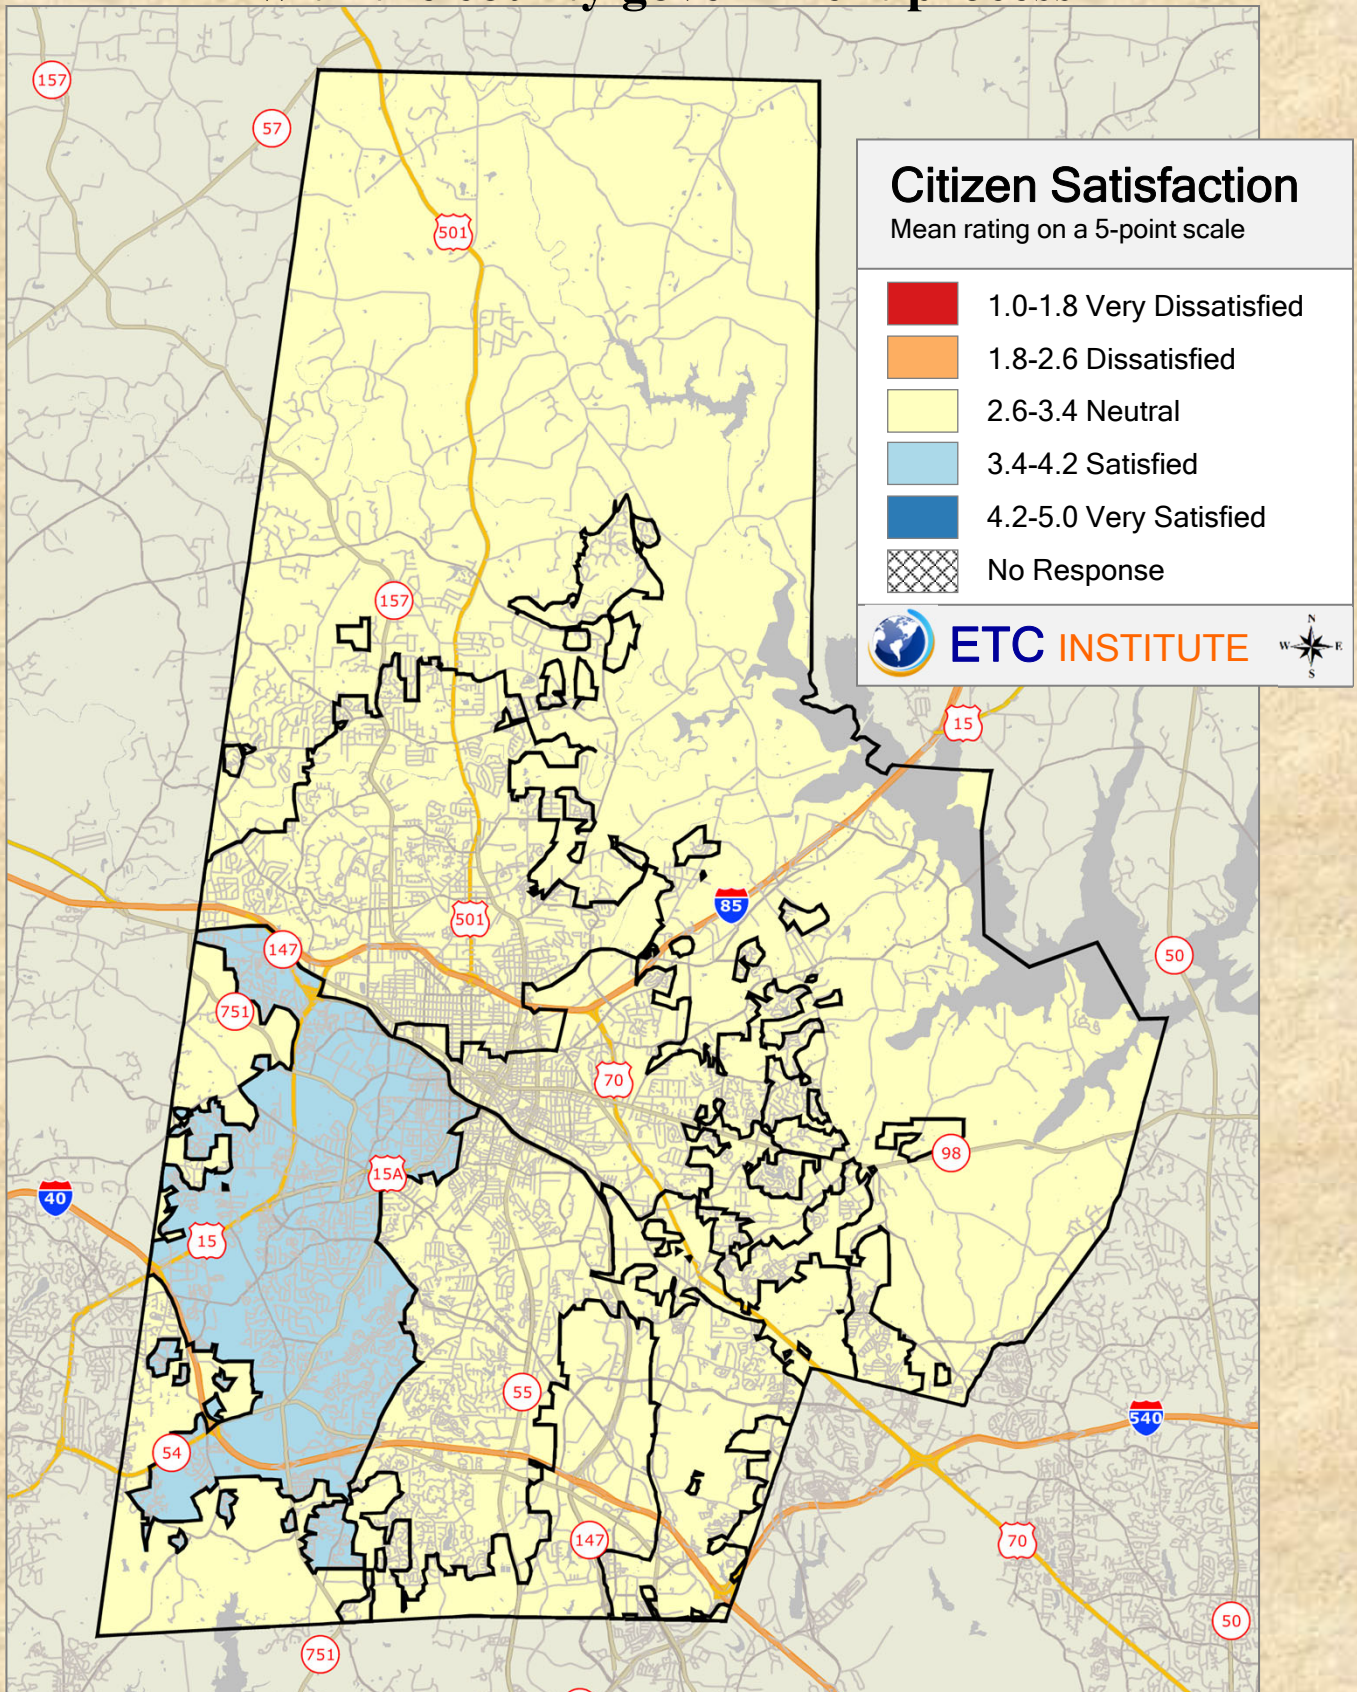 Citizen Satisfaction
Mean rating on a 5-point scale
1.0-1.8 Very Dissatisfied
1.8-2.6 Dissatisfied
2.6-3.4 Neutral
3.4-4.2 Satisfied
4.2-5.0 Very Satisfied
No Response
ETC INSTITUTE
N
W E
S
157
57
501
157
15
85
501
147
50
751
70
98
15A
40
15
55
540
54
147
70
50
751